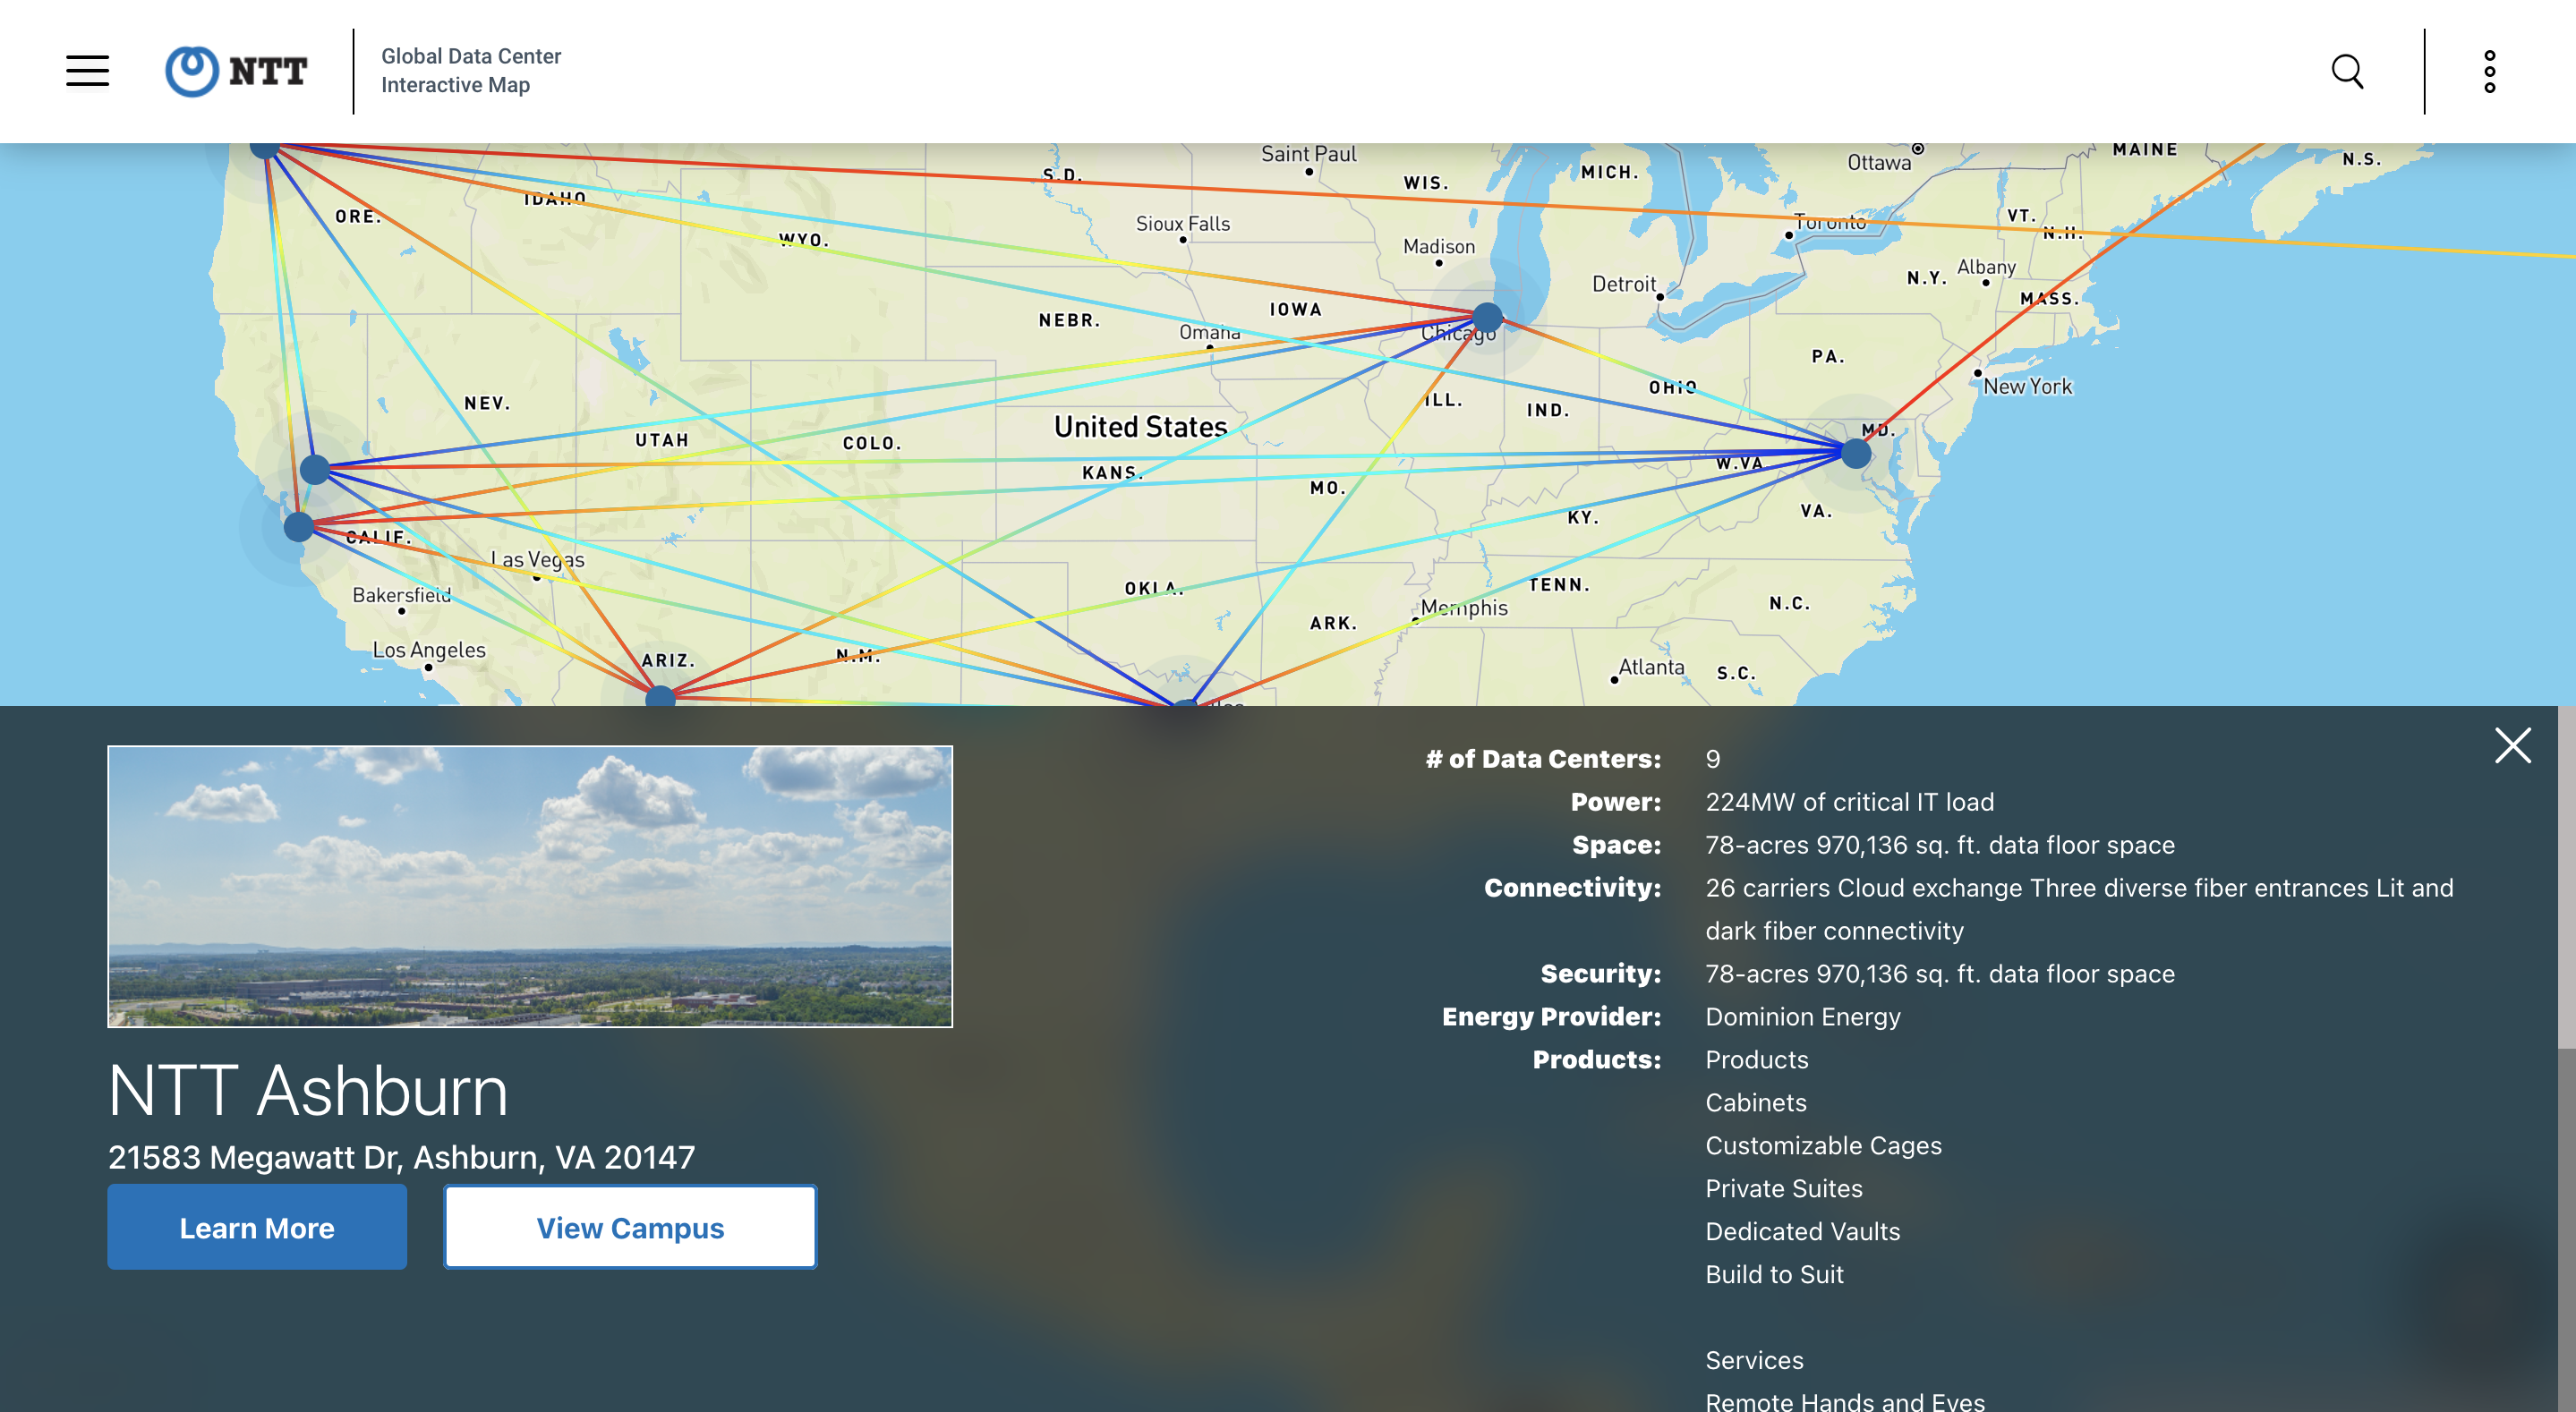 NTT
Global Data Center
Interactive Map
Saint Paul
S.D.
WIS.
MICH.
Ottawa
MAINE
N.S.
IDAHO
ORE.
WYO.
Sioux Falls
Madison
Toronto
VT.
N.H.
Detroit
N.Y.
Albany
MASS.
NEBR.
IOWA
Omaha
Chicago
PA.
NEV.
OHIO
New York
ILL.
IND.
United States
UTAH
COLO.
MD.
KANS.
W.VA.
MO.
CALIF.
KY.
VA.
Las Vegas
Bakersfield
OKLA.
TENN.
N.C.
ARK.
Memphis
Los Angeles
ARIZ.
N.M.
Atlanta
S.C.
# of Data Centers: 9
Power: 224MW of critical IT load
Space: 78-acres 970,136 sq. ft. data floor space
Connectivity: 26 carriers Cloud exchange Three diverse fiber entrances Lit and
dark fiber connectivity
Security: 78-acres 970,136 sq. ft. data floor space
Energy Provider: Dominion Energy
Products: Products
Cabinets
Customizable Cages
Private Suites
Dedicated Vaults
Build to Suit
Services
Remote Hands and Eyes
NTT Ashburn
21583 Megawatt Dr, Ashburn, VA 20147
Learn More
View Campus